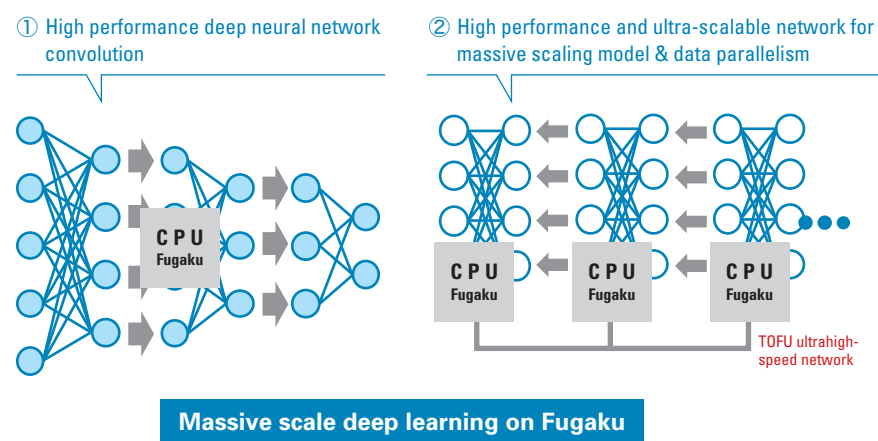 ① High performance deep neural network
convolution
② High performance and ultra-scalable network for
massive scaling model & data parallelism
CPU
Fugaku
CPU
Fugaku
CPU
Fugaku
CPU
Fugaku
TOFU ultrahigh-
speed network
Massive scale deep learning on Fugaku